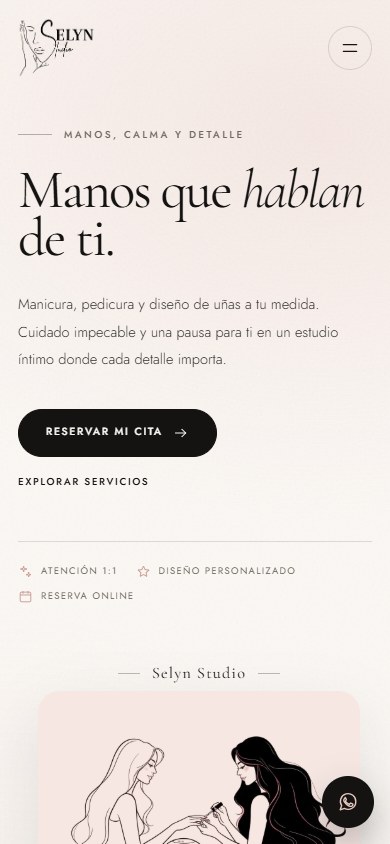 SELYN
Studio
MANOS, CALMA Y DETALLE
Manos que hablan
de ti.
Manicura, pedicura y diseño de uñas a tu medida.
Cuidado impecable y una pausa para ti en un estudio
íntimo donde cada detalle importa.
RESERVAR MI CITA
EXPLORAR SERVICIOS
ATENCIÓN 1:1 DISEÑO PERSONALIZADO
RESERVA ONLINE
Selyn Studio